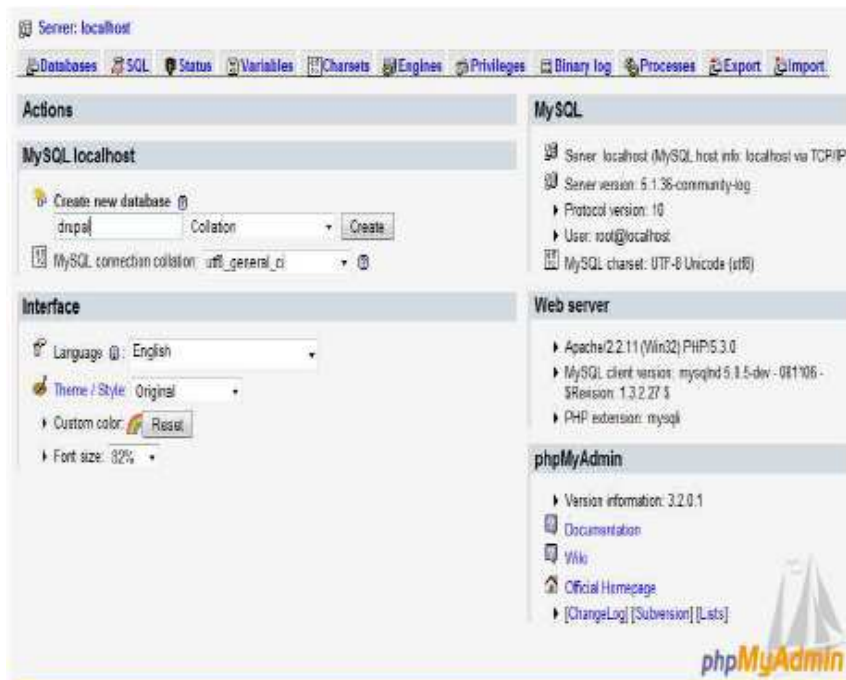 Server: localhost
Databases SQL Status Variables Charsets Engines Privileges Binary log Processes Export Import
Actions
MySQL localhost
Create new database
drupal Collation Create
MySQL connection collation: utf8_general_ci
Interface
Language : English
Theme / Style: Original
Custom color: Reset
Font size: 82%
MySQL
Server: localhost (MySQL host info: localhost via TCP/IP
Server version: 5.1.36-community-log
Protocol version: 10
User: root@localhost
MySQL charset: UTF-8 Unicode (utf8)
Web server
Apache/2.2.11 (Win32) PHP/5.3.0
MySQL client version: mysqlnd 5.0.5-dev - 081106 -
$Revision: 1.3.2.27 $
PHP extension: mysqli
phpMyAdmin
Version information: 3.2.0.1
Documentation
Wiki
Official Homepage
[ChangeLog] [Subversion] [Lists]
phpMyAdmin